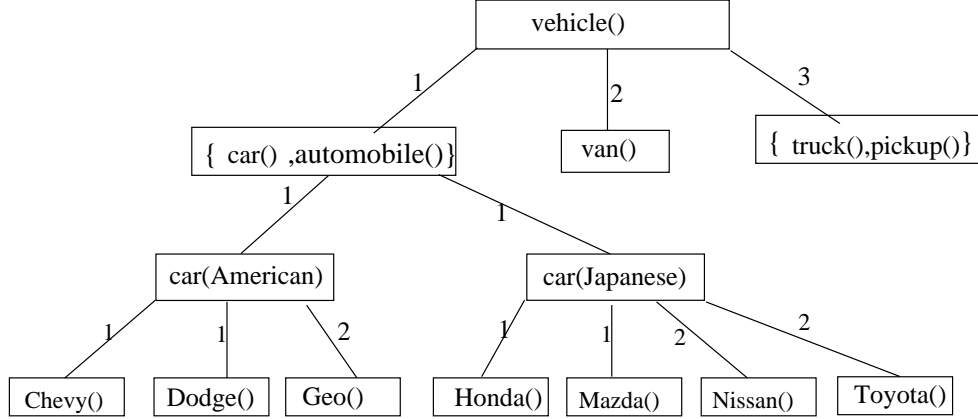 vehicle()
1
2
3
{ car() ,automobile()}
van()
{ truck(),pickup()}
1
1
car(American)
car(Japanese)
1
1
2
1
1
2
2
Chevy()
Dodge()
Geo()
Honda()
Mazda()
Nissan()
Toyota()